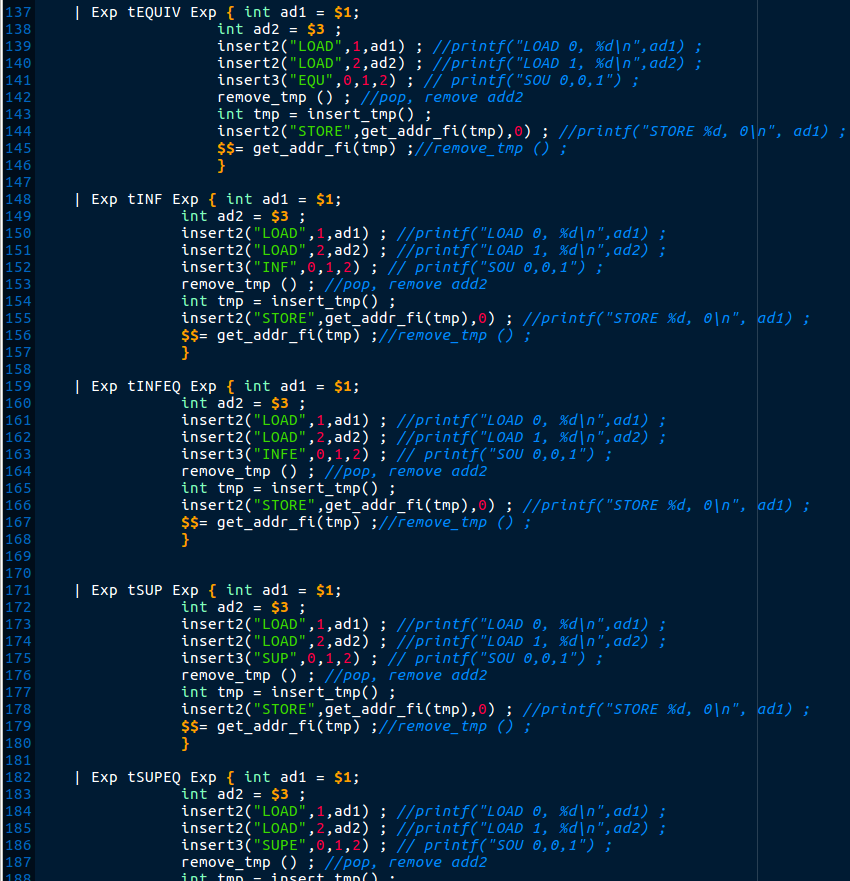 137 | Exp tEQUIV Exp { int ad1 = $1;
138 int ad2 = $3 ;
139 insert2("LOAD",1,ad1) ; //printf("LOAD 0, %d\n",ad1) ;
140 insert2("LOAD",2,ad2) ; //printf("LOAD 1, %d\n",ad2) ;
141 insert3("EQU",0,1,2) ; // printf("SOU 0,0,1") ;
142 remove_tmp () ; //pop, remove add2
143 int tmp = insert_tmp() ;
144 insert2("STORE",get_addr_fi(tmp),0) ; //printf("STORE %d, 0\n", ad1) ;
145 $$= get_addr_fi(tmp) ;//remove_tmp () ;
146 }
147
148 | Exp tINF Exp { int ad1 = $1;
149 int ad2 = $3 ;
150 insert2("LOAD",1,ad1) ; //printf("LOAD 0, %d\n",ad1) ;
151 insert2("LOAD",2,ad2) ; //printf("LOAD 1, %d\n",ad2) ;
152 insert3("INF",0,1,2) ; // printf("SOU 0,0,1") ;
153 remove_tmp () ; //pop, remove add2
154 int tmp = insert_tmp() ;
155 insert2("STORE",get_addr_fi(tmp),0) ; //printf("STORE %d, 0\n", ad1) ;
156 $$= get_addr_fi(tmp) ;//remove_tmp () ;
157 }
158
159 | Exp tINFEQ Exp { int ad1 = $1;
160 int ad2 = $3 ;
161 insert2("LOAD",1,ad1) ; //printf("LOAD 0, %d\n",ad1) ;
162 insert2("LOAD",2,ad2) ; //printf("LOAD 1, %d\n",ad2) ;
163 insert3("INFE",0,1,2) ; // printf("SOU 0,0,1") ;
164 remove_tmp () ; //pop, remove add2
165 int tmp = insert_tmp() ;
166 insert2("STORE",get_addr_fi(tmp),0) ; //printf("STORE %d, 0\n", ad1) ;
167 $$= get_addr_fi(tmp) ;//remove_tmp () ;
168 }
169
170
171 | Exp tSUP Exp { int ad1 = $1;
172 int ad2 = $3 ;
173 insert2("LOAD",1,ad1) ; //printf("LOAD 0, %d\n",ad1) ;
174 insert2("LOAD",2,ad2) ; //printf("LOAD 1, %d\n",ad2) ;
175 insert3("SUP",0,1,2) ; // printf("SOU 0,0,1") ;
176 remove_tmp () ; //pop, remove add2
177 int tmp = insert_tmp() ;
178 insert2("STORE",get_addr_fi(tmp),0) ; //printf("STORE %d, 0\n", ad1) ;
179 $$= get_addr_fi(tmp) ;//remove_tmp () ;
180 }
181
182 | Exp tSUPEQ Exp { int ad1 = $1;
183 int ad2 = $3 ;
184 insert2("LOAD",1,ad1) ; //printf("LOAD 0, %d\n",ad1) ;
185 insert2("LOAD",2,ad2) ; //printf("LOAD 1, %d\n",ad2) ;
186 insert3("SUPE",0,1,2) ; // printf("SOU 0,0,1") ;
187 remove_tmp () ; //pop, remove add2
188 int tmp = insert_tmp() ;